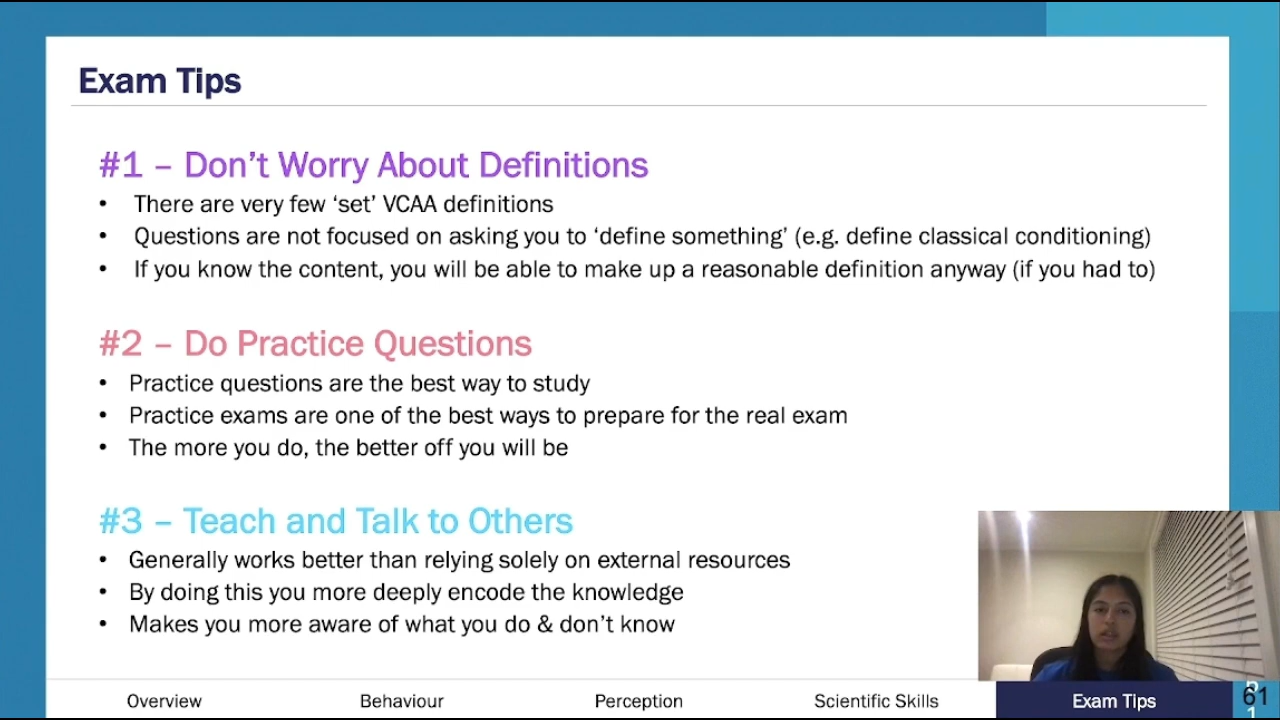 Exam Tips
#1 – Don't Worry About Definitions
• There are very few 'set' VCAA definitions
• Questions are not focused on asking you to 'define something' (e.g. define classical conditioning)
• If you know the content, you will be able to make up a reasonable definition anyway (if you had to)
#2 – Do Practice Questions
• Practice questions are the best way to study
• Practice exams are one of the best ways to prepare for the real exam
• The more you do, the better off you will be
#3 – Teach and Talk to Others
• Generally works better than relying solely on external resources
• By doing this you more deeply encode the knowledge
• Makes you more aware of what you do & don't know
Overview Behaviour Perception Scientific Skills Exam Tips 61